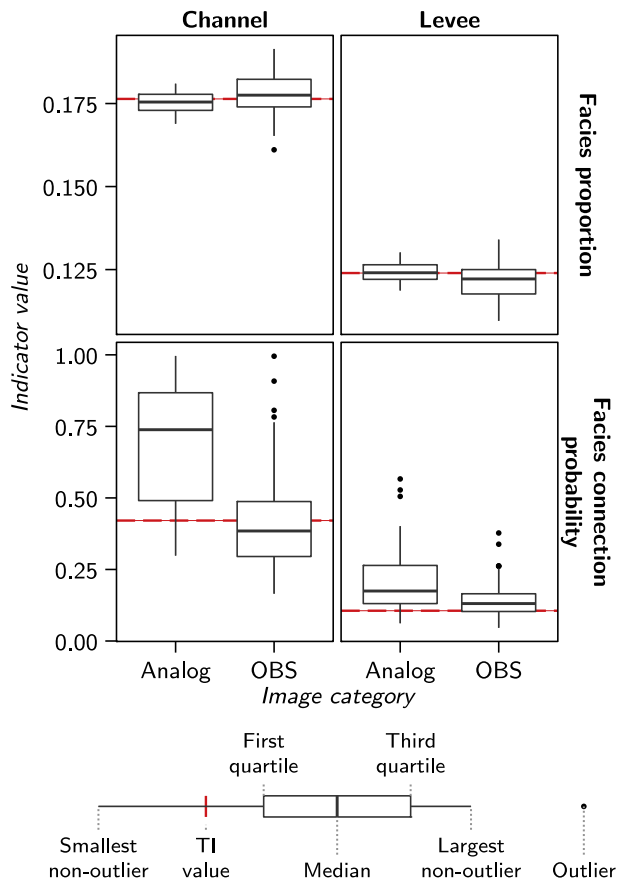 Channel
Levee
0.175
0.150
0.125
Facies proportion
Indicator value
1.00
0.75
0.50
0.25
0.00
Facies connection
probability
Analog
OBS
Analog
OBS
Image category
First
quartile
Third
quartile
Smallest
non-outlier
TI
value
Median
Largest
non-outlier
Outlier